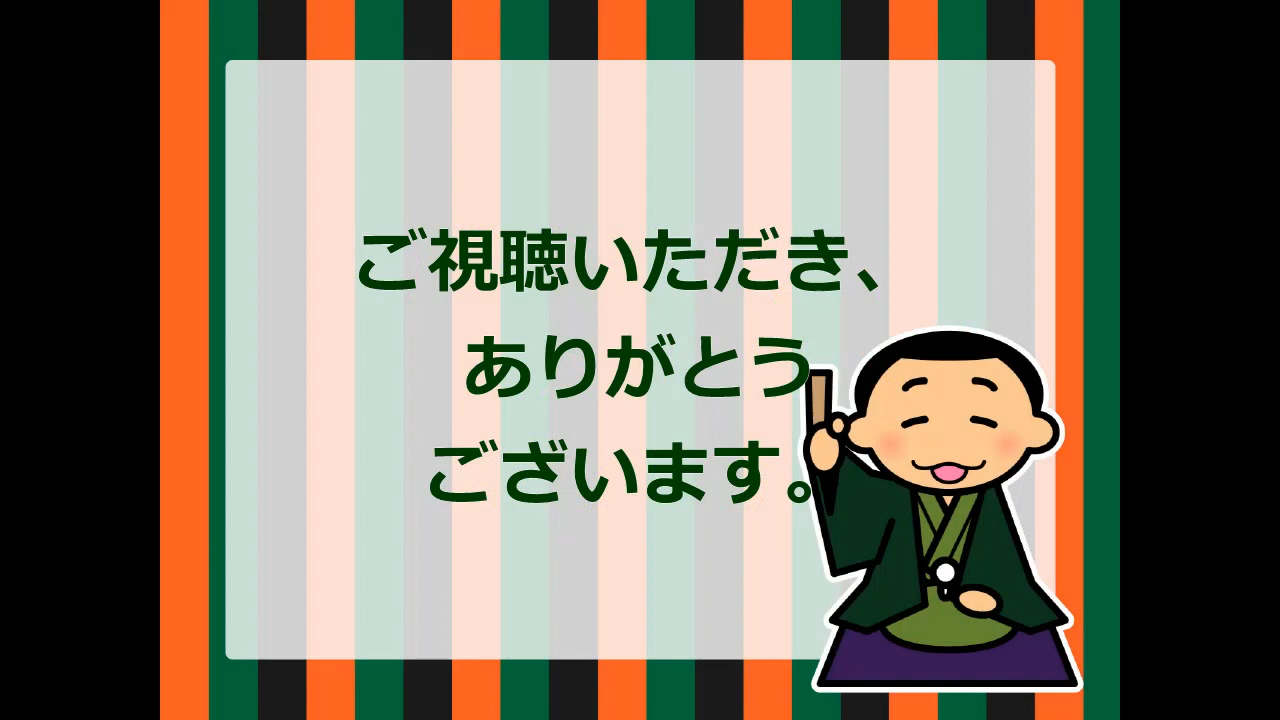 ご視聴いただき、
ありがとう
ございます。